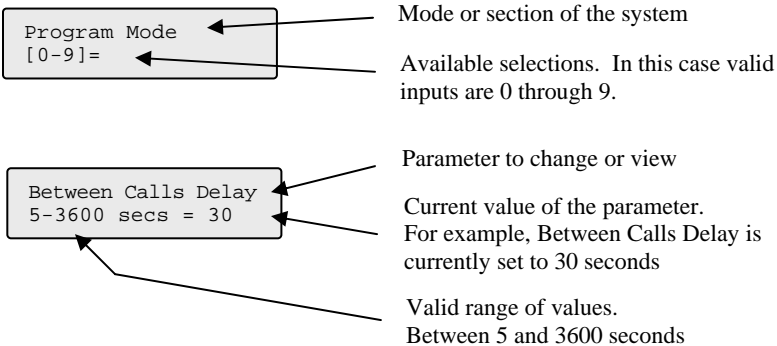 Program Mode
[0-9]=
Mode or section of the system
Available selections.  In this case valid
inputs are 0 through 9.
Between Calls Delay
5-3600 secs = 30
Parameter to change or view
Current value of the parameter.
For example, Between Calls Delay is
currently set to 30 seconds
Valid range of values.
Between 5 and 3600 seconds